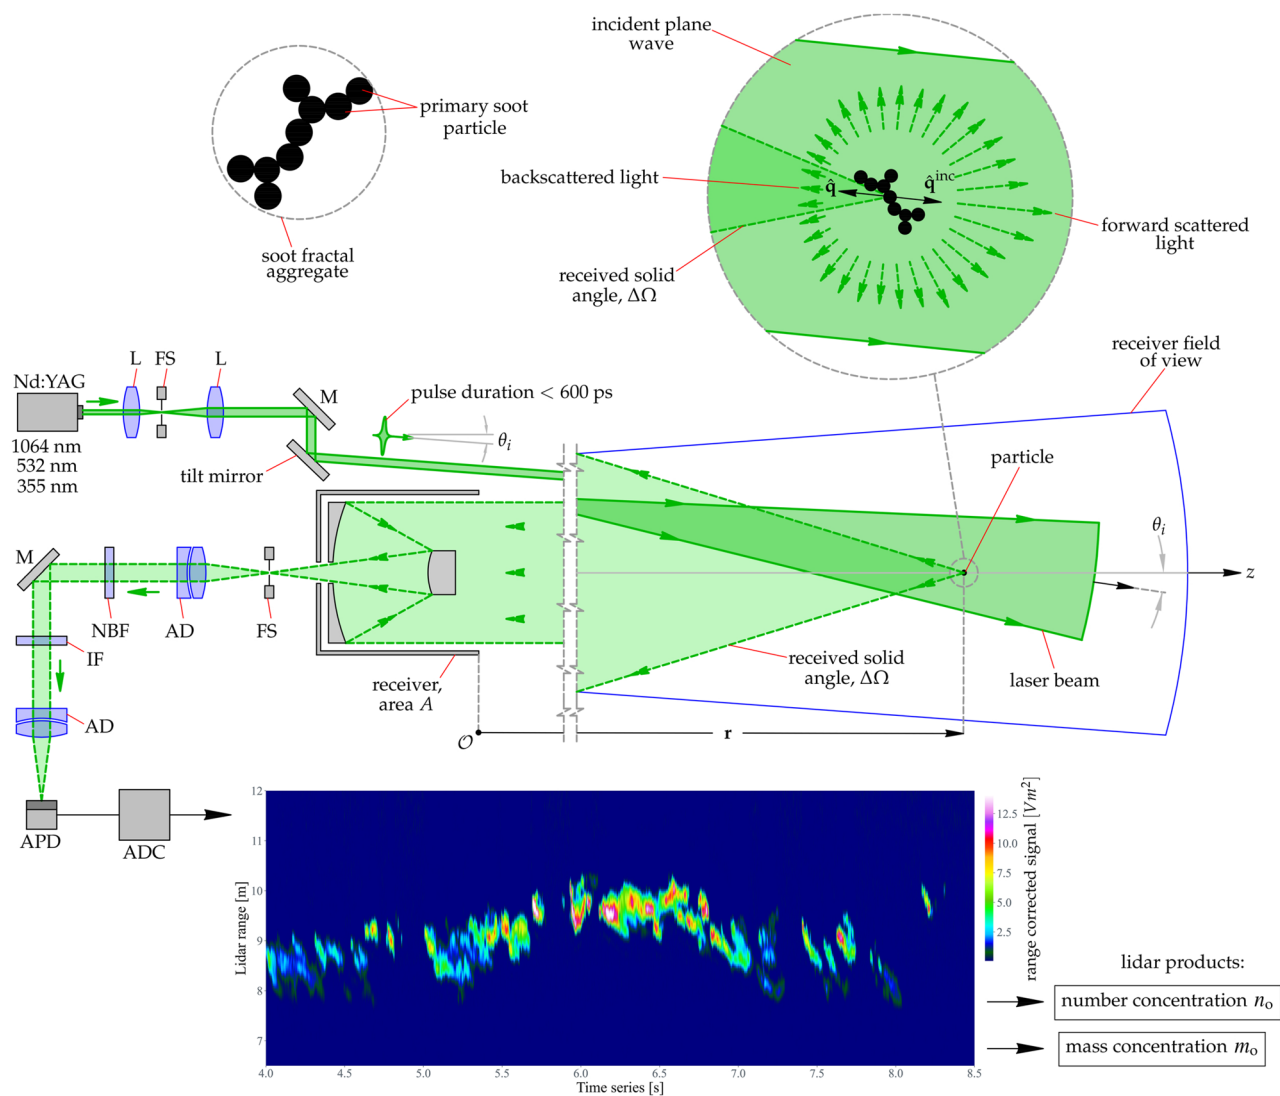 incident plane
wave
primary soot
particle
soot fractal
aggregate
backscattered light
q̂
q̂^inc
forward scattered
light
received solid
angle, ΔΩ
receiver field
of view
L
FS
L
Nd:YAG
1064 nm
532 nm
355 nm
M
tilt mirror
pulse duration < 600 ps
θ_i
particle
θ_i
z
M
NBF
AD
FS
IF
receiver,
area A
received solid
angle, ΔΩ
laser beam
AD
𝒪
r
APD
ADC
12
11
10
9
8
7
Lidar range [m]
4.0
4.5
5.0
5.5
6.0
6.5
7.0
7.5
8.0
8.5
Time series [s]
12.5
10.0
7.5
5.0
2.5
range corrected signal [Vm²]
lidar products:
number concentration n_o
mass concentration m_o